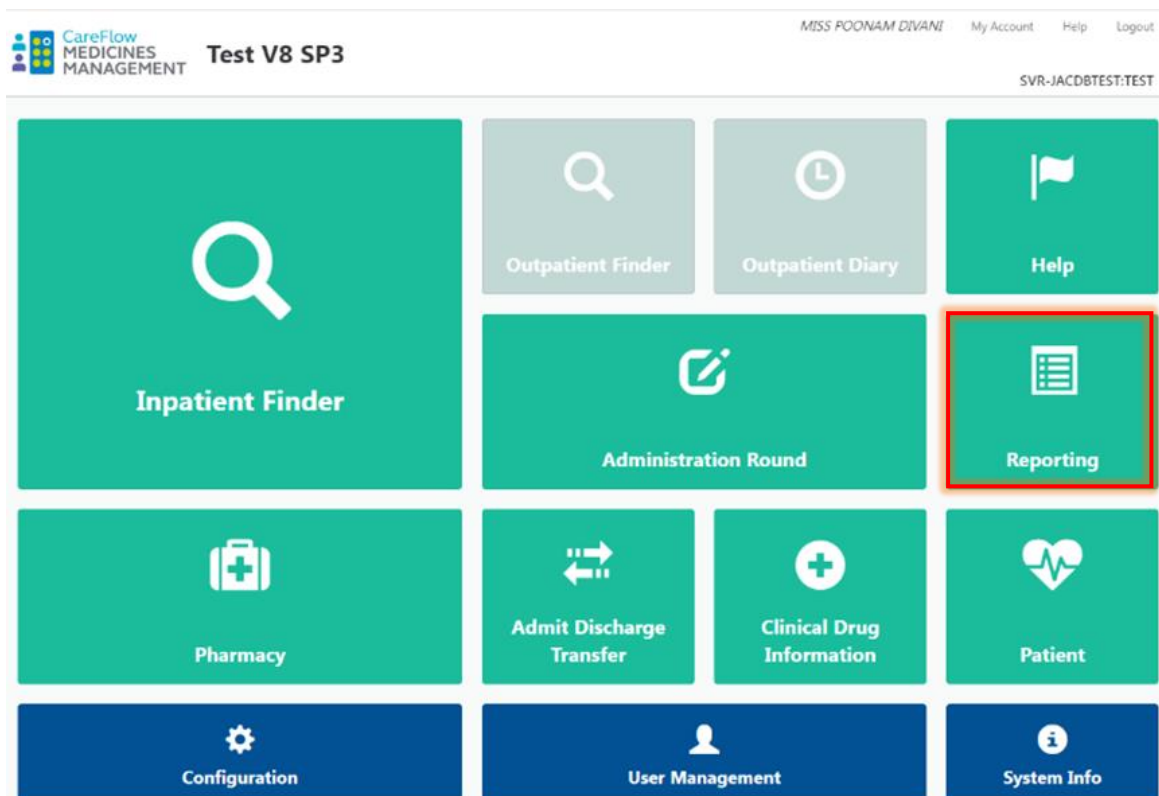 MISS POONAM DIVANI My Account Help Logout
CareFlow
MEDICINES
MANAGEMENT
Test V8 SP3
SVR-JACDBTEST:TEST
Outpatient Finder
Outpatient Diary
Help
Inpatient Finder
Administration Round
Reporting
Pharmacy
Admit Discharge
Transfer
Clinical Drug
Information
Patient
Configuration
User Management
System Info